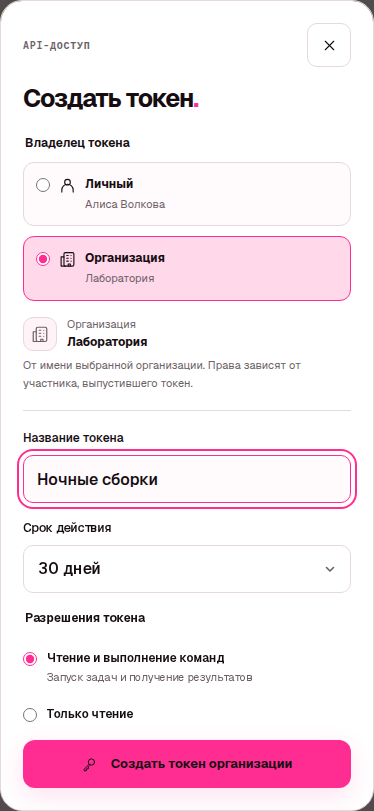 API-ДОСТУП
Создать токен.
Владелец токена
Личный
Алиса Волкова
Организация
Лаборатория
Организация
Лаборатория
От имени выбранной организации. Права зависят от
участника, выпустившего токен.
Название токена
Ночные сборки
Срок действия
30 дней
Разрешения токена
Чтение и выполнение команд
Запуск задач и получение результатов
Только чтение
Создать токен организации